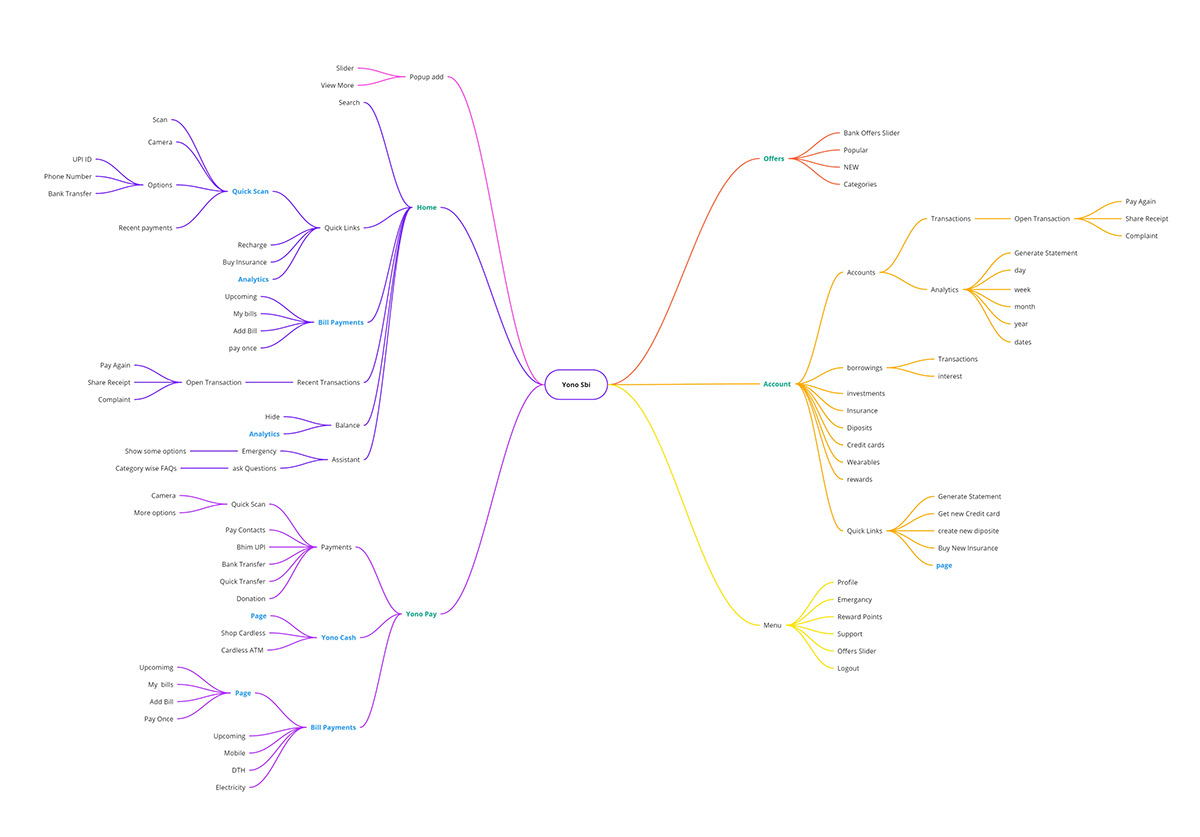 Yono Sbi
Popup add
Slider
View More
Home
Search
Quick Links
Quick Scan
Scan
Camera
Options
UPI ID
Phone Number
Bank Transfer
Recent payments
Recharge
Buy Insurance
Analytics
Bill Payments
Upcoming
My bills
Add Bill
pay once
Recent Transactions
Open Transaction
Pay Again
Share Receipt
Complaint
Balance
Hide
Analytics
Assistant
Emergency
Show some options
ask Questions
Category wise FAQs
Yono Pay
Payments
Quick Scan
Camera
More options
Pay Contacts
Bhim UPI
Bank Transfer
Quick Transfer
Donation
Yono Cash
Page
Shop Cardless
Cardless ATM
Bill Payments
Page
Upcomimg
My bills
Add Bill
Pay Once
Upcoming
Mobile
DTH
Electricity
Offers
Bank Offers Slider
Popular
NEW
Categories
Account
Accounts
Transactions
Open Transaction
Pay Again
Share Receipt
Complaint
Analytics
Generate Statement
day
week
month
year
dates
borrowings
Transactions
interest
investments
Insurance
Diposits
Credit cards
Wearables
rewards
Quick Links
Generate Statement
Get new Credit card
create new diposite
Buy New Insurance
page
Menu
Profile
Emergancy
Reward Points
Support
Offers Slider
Logout